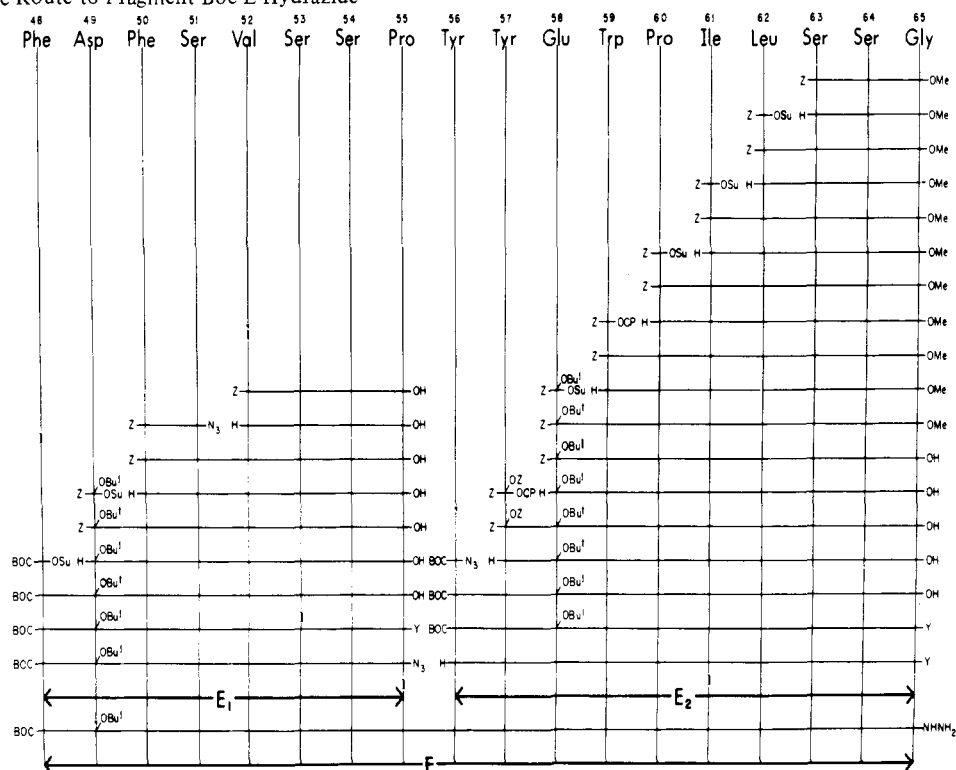 Route to Fragment Boc E Hydrazide
48 49 50 51 52 53 54 55 56 57 58 59 60 61 62 63 64 65
Phe Asp Phe Ser Val Ser Ser Pro Tyr Tyr Glu Trp Pro Ile Leu Ser Ser Gly
Z OMe
Z OSu H OMe
Z OMe
Z OSu H OMe
Z OMe
Z OSu H OMe
Z OMe
Z OCP H OMe
Z OMe
OBuᵗ
Z OH Z OSu H OMe
OBuᵗ
Z N₃ H OH Z OMe
OBuᵗ
Z OH Z OH
OBuᵗ OZ OBuᵗ
Z OSu H OH Z OCP H OH
OBuᵗ OZ OBuᵗ
Z OH Z OH
OBuᵗ OBuᵗ
BOC OSu H OH BOC N₃ H OH
OBuᵗ OBuᵗ
BOC OH BOC OH
OBuᵗ OBuᵗ
BOC Y BOC Y
OBuᵗ
BOC N₃ H Y
E₁ E₂
OBuᵗ
BOC NHNH₂